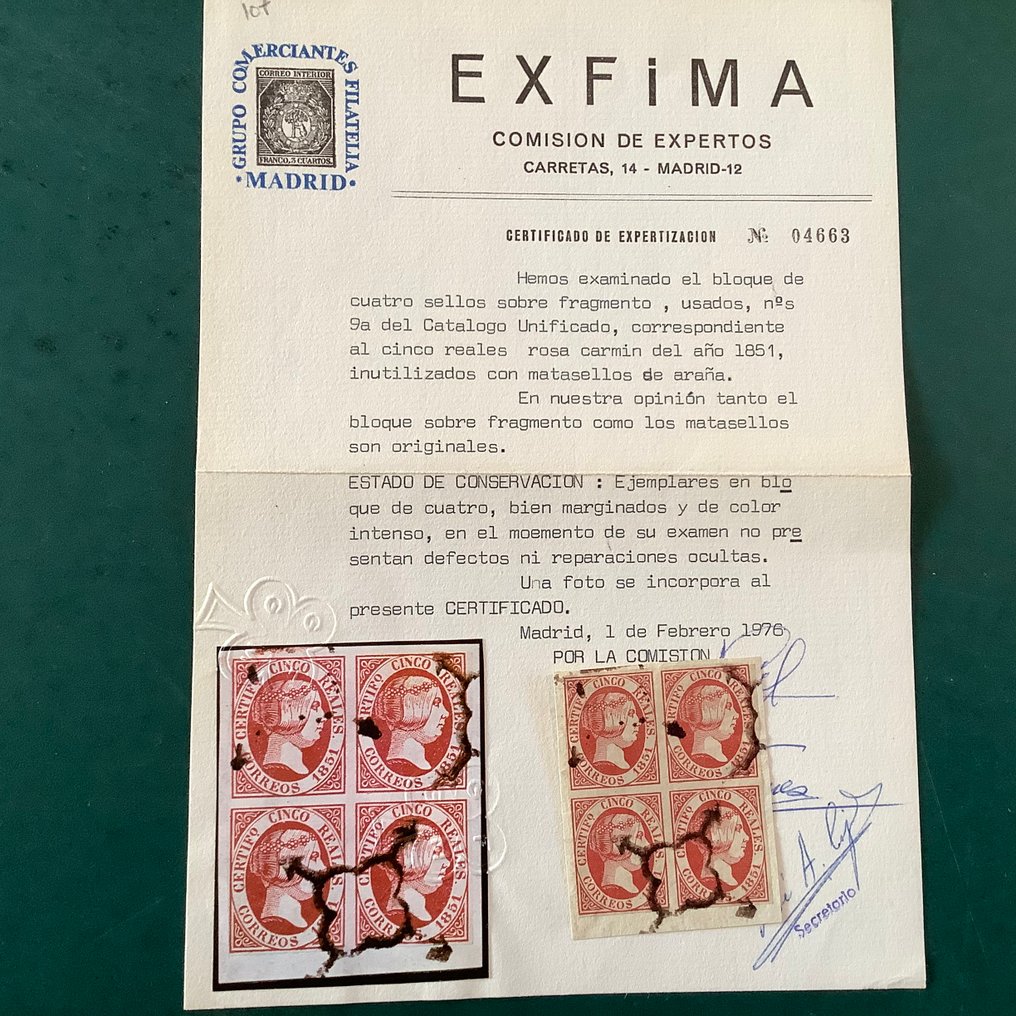 lot
GRUPO COMERCIANTES FILATELIA
•MADRID•
CORREO INTERIOR
FRANCO, 3 CUARTOS.
EXFiMA
COMISION DE EXPERTOS
CARRETAS, 14 - MADRID-12
CERTIFICADO DE EXPERTIZACION Nº 04663
Hemos examinado el bloque de
cuatro sellos sobre fragmento , usados, nºs
9a del Catalogo Unificado, correspondiente
al cinco reales rosa carmin del año 1851,
inutilizados con matasellos de araña.
En nuestra opinión tanto el
bloque sobre fragmento como los matasellos
son originales.
ESTADO DE CONSERVACION : Ejemplares en blo
que de cuatro, bien marginados y de color
intenso, en el moemento de su examen no pre
sentan defectos ni reparaciones ocultas.
Una foto se incorpora al
presente CERTIFICADO.
Madrid, 1 de Febrero 1976
POR LA COMISION
CERTIFO CINCO REALES
CORREOS 1851
CERTIFO CINCO REALES
CORREOS 1851
CERTIFO CINCO REALES
CORREOS 1851
CERTIFO CINCO REALES
CORREOS 1851
CERTIFO CINCO REALES
CORREOS 1851
CERTIFO CINCO REALES
CORREOS 1851
CERTIFO CINCO REALES
CORREOS 1851
CINCO REALES
1851
Secretario